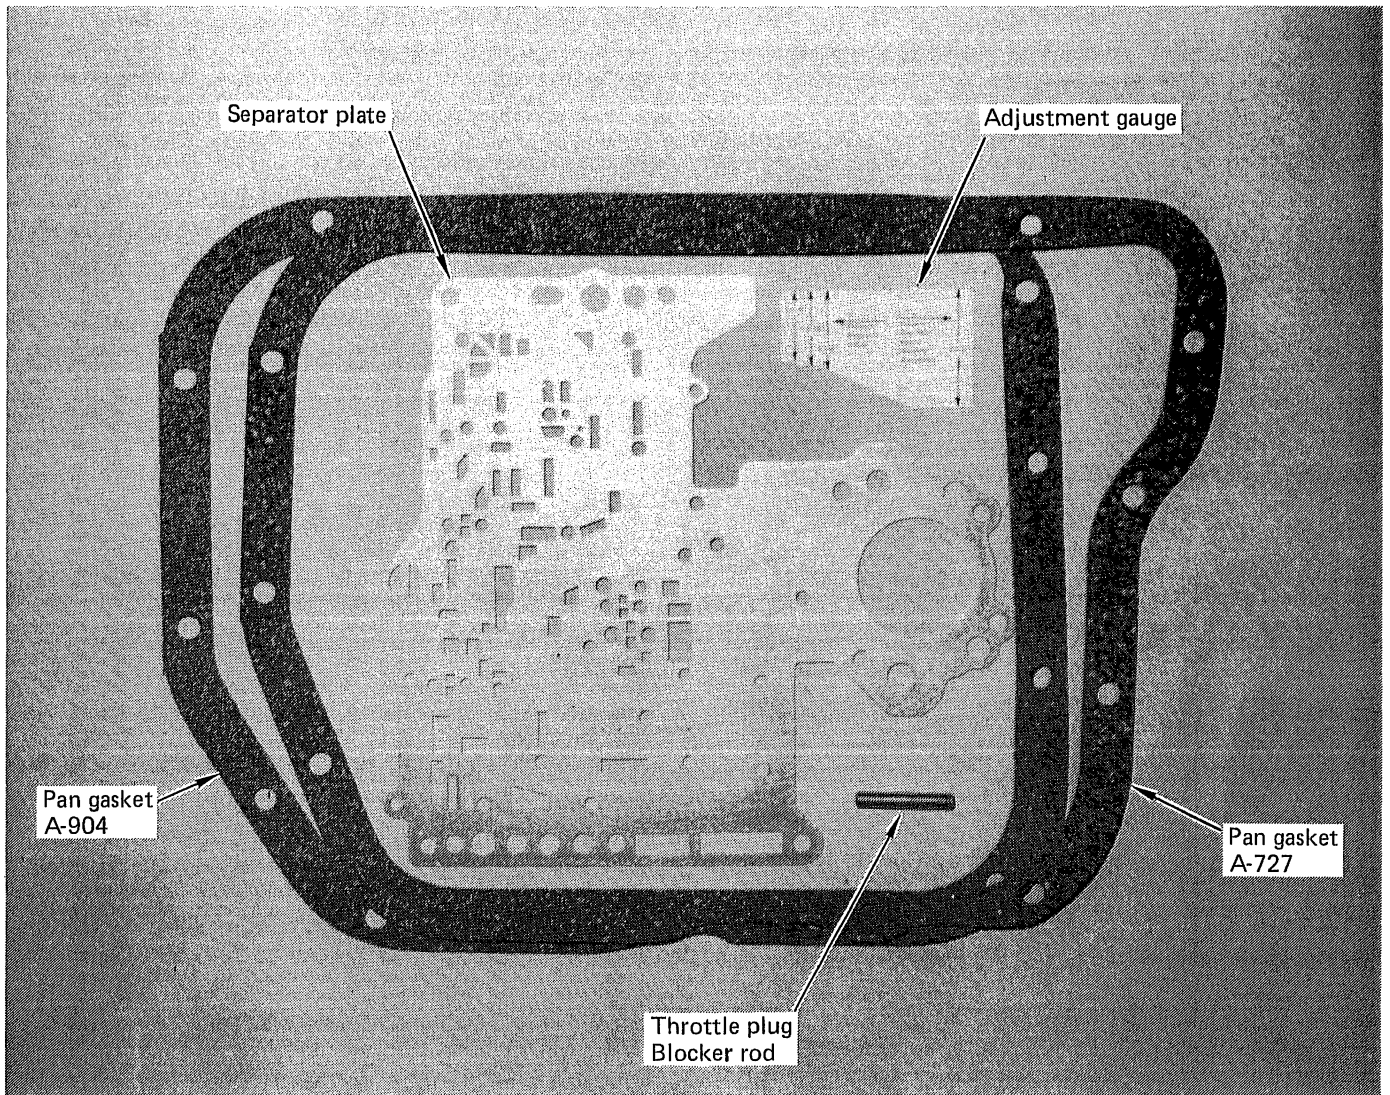 Separator plate
Adjustment gauge
Pan gasket
A-904
Pan gasket
A-727
Throttle plug
Blocker rod